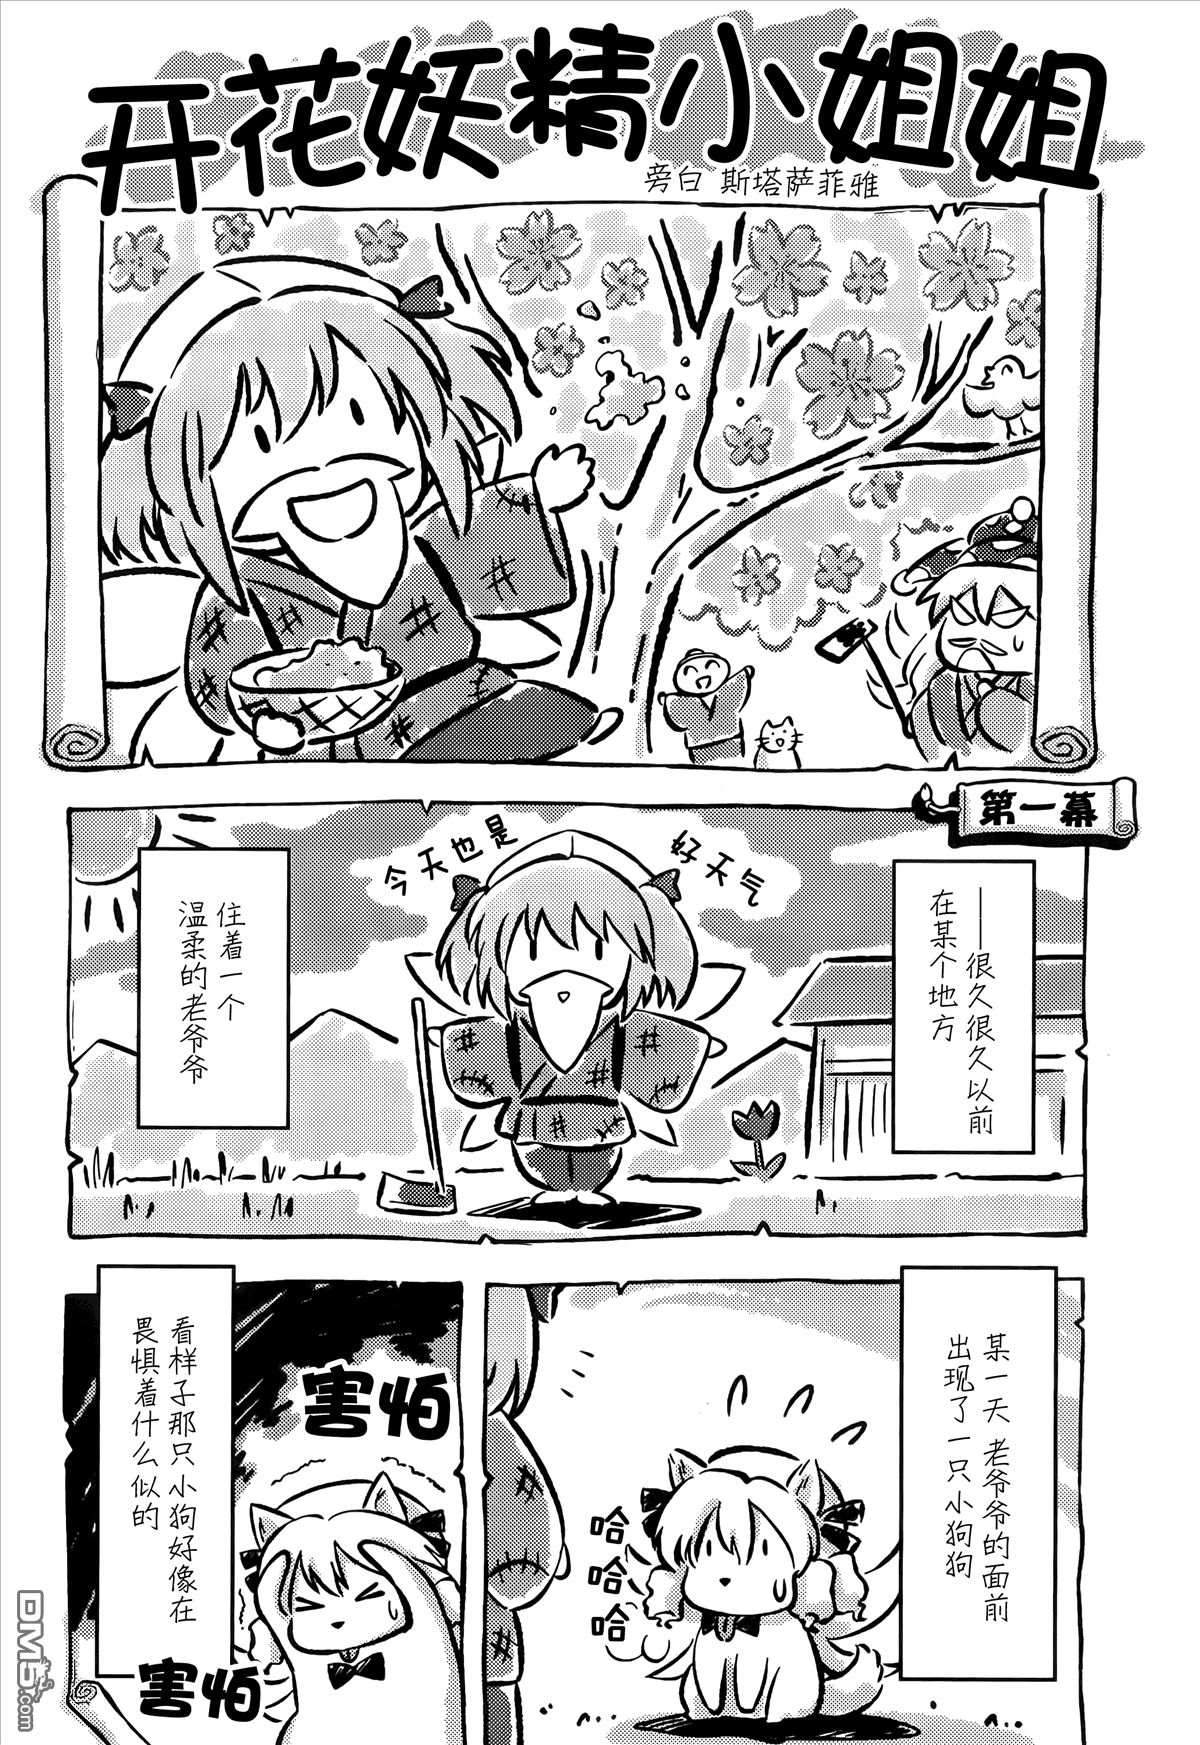 开花妖精小姐姐
旁白 斯塔萨菲雅
第一幕
——很久很久以前
在某个地方
今天也是
好天气
住着一个
温柔的老爷爷
某一天 老爷爷的面前
出现了一只小狗狗
哈
哈
哈
看样子那只小狗好像在
畏惧着什么似的
害怕
害怕
DM5.com